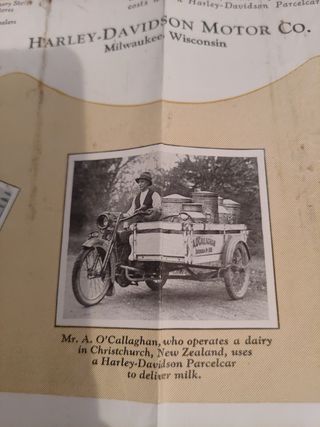 costs w a Harley-Davidson Parcelcar
HARLEY-DAVIDSON MOTOR CO.
Milwaukee, Wisconsin
A.O'CALLAGHAN
Mr. A. O'Callaghan, who operates a dairy
in Christchurch, New Zealand, uses
a Harley-Davidson Parcelcar
to deliver milk.